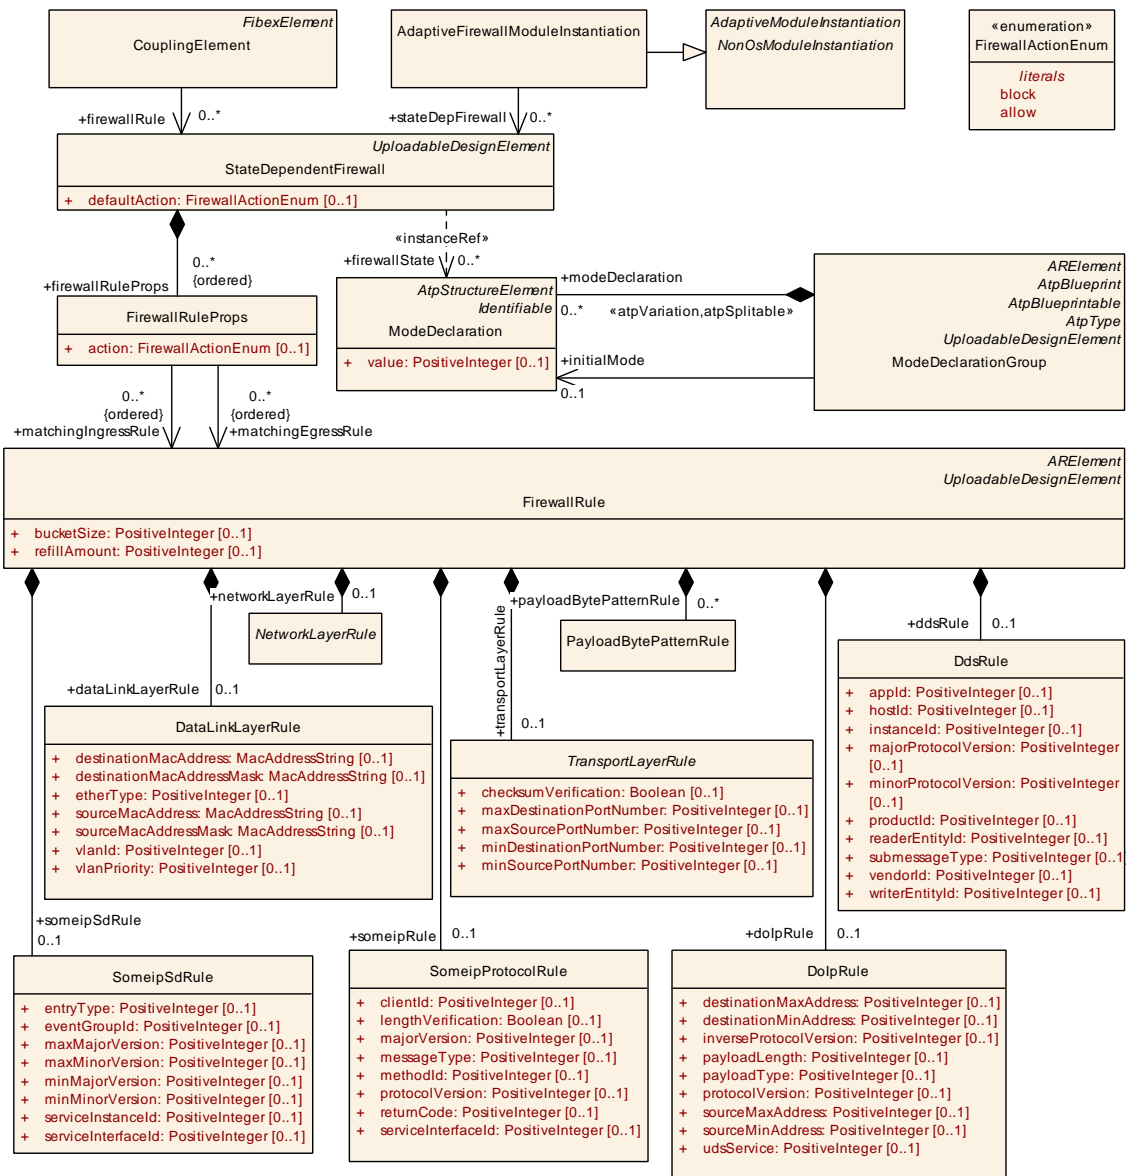 FibexElement
CouplingElement
AdaptiveFirewallModuleInstantiation
AdaptiveModuleInstantiation
NonOsModuleInstantiation
«enumeration»
FirewallActionEnum
literals
block
allow
+firewallRule
0..*
+stateDepFirewall
0..*
UploadableDesignElement
StateDependentFirewall
+ defaultAction: FirewallActionEnum [0..1]
«instanceRef»
+firewallState
0..*
0..*
{ordered}
+firewallRuleProps
FirewallRuleProps
+ action: FirewallActionEnum [0..1]
AtpStructureElement
Identifiable
ModeDeclaration
+ value: PositiveInteger [0..1]
+modeDeclaration
0..*
«atpVariation,atpSplitable»
+initialMode
0..1
ARElement
AtpBlueprint
AtpBlueprintable
AtpType
UploadableDesignElement
ModeDeclarationGroup
0..*
{ordered}
+matchingIngressRule
0..*
{ordered}
+matchingEgressRule
ARElement
UploadableDesignElement
FirewallRule
+ bucketSize: PositiveInteger [0..1]
+ refillAmount: PositiveInteger [0..1]
+networkLayerRule
0..1
NetworkLayerRule
+payloadBytePatternRule
0..*
PayloadBytePatternRule
+transportLayerRule
0..1
+ddsRule
0..1
+dataLinkLayerRule
0..1
DataLinkLayerRule
+ destinationMacAddress: MacAddressString [0..1]
+ destinationMacAddressMask: MacAddressString [0..1]
+ etherType: PositiveInteger [0..1]
+ sourceMacAddress: MacAddressString [0..1]
+ sourceMacAddressMask: MacAddressString [0..1]
+ vlanId: PositiveInteger [0..1]
+ vlanPriority: PositiveInteger [0..1]
TransportLayerRule
+ checksumVerification: Boolean [0..1]
+ maxDestinationPortNumber: PositiveInteger [0..1]
+ maxSourcePortNumber: PositiveInteger [0..1]
+ minDestinationPortNumber: PositiveInteger [0..1]
+ minSourcePortNumber: PositiveInteger [0..1]
DdsRule
+ appId: PositiveInteger [0..1]
+ hostId: PositiveInteger [0..1]
+ instanceId: PositiveInteger [0..1]
+ majorProtocolVersion: PositiveInteger
[0..1]
+ minorProtocolVersion: PositiveInteger
[0..1]
+ productId: PositiveInteger [0..1]
+ readerEntityId: PositiveInteger [0..1]
+ submessageType: PositiveInteger [0..1
+ vendorId: PositiveInteger [0..1]
+ writerEntityId: PositiveInteger [0..1]
+someipSdRule
0..1
+someipRule
0..1
+doIpRule
0..1
SomeipSdRule
+ entryType: PositiveInteger [0..1]
+ eventGroupId: PositiveInteger [0..1]
+ maxMajorVersion: PositiveInteger [0..1]
+ maxMinorVersion: PositiveInteger [0..1]
+ minMajorVersion: PositiveInteger [0..1]
+ minMinorVersion: PositiveInteger [0..1]
+ serviceInstanceId: PositiveInteger [0..1]
+ serviceInterfaceId: PositiveInteger [0..1]
SomeipProtocolRule
+ clientId: PositiveInteger [0..1]
+ lengthVerification: Boolean [0..1]
+ majorVersion: PositiveInteger [0..1]
+ messageType: PositiveInteger [0..1]
+ methodId: PositiveInteger [0..1]
+ protocolVersion: PositiveInteger [0..1]
+ returnCode: PositiveInteger [0..1]
+ serviceInterfaceId: PositiveInteger [0..1]
DoIpRule
+ destinationMaxAddress: PositiveInteger [0..1]
+ destinationMinAddress: PositiveInteger [0..1]
+ inverseProtocolVersion: PositiveInteger [0..1]
+ payloadLength: PositiveInteger [0..1]
+ payloadType: PositiveInteger [0..1]
+ protocolVersion: PositiveInteger [0..1]
+ sourceMaxAddress: PositiveInteger [0..1]
+ sourceMinAddress: PositiveInteger [0..1]
+ udsService: PositiveInteger [0..1]